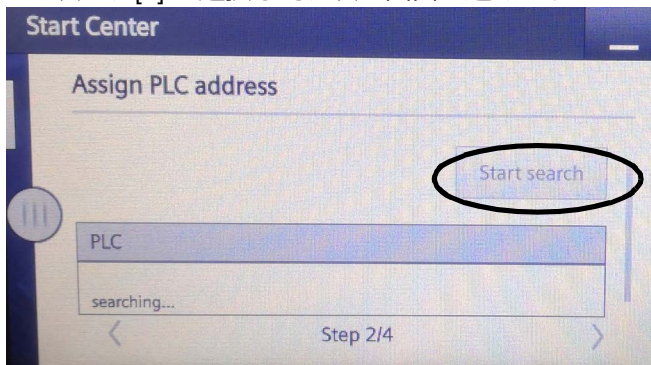 Start Center
Assign PLC address
Start search
PLC
searching...
Step 2/4